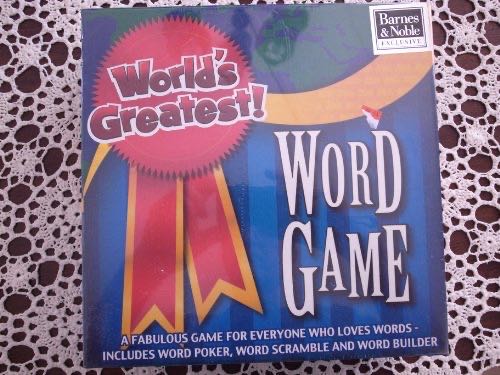 Barnes
& Noble
EXCLUSIVE
World's
Greatest!
WORD
GAME
A FABULOUS GAME FOR EVERYONE WHO LOVES WORDS -
INCLUDES WORD POKER, WORD SCRAMBLE AND WORD BUILDER